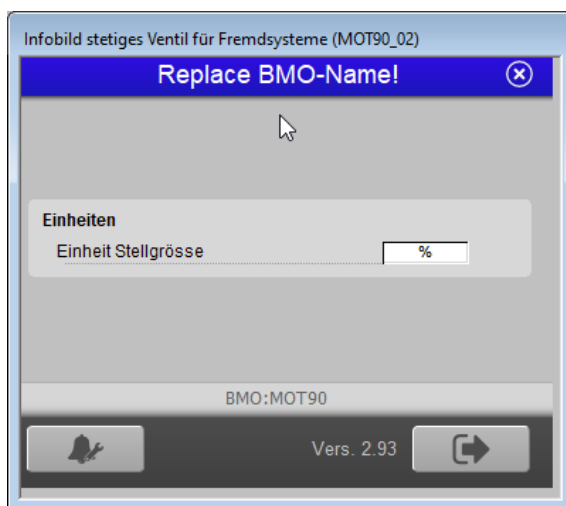 Infobild stetiges Ventil für Fremdsysteme (MOT90_02)
Replace BMO-Name!
Einheiten
Einheit Stellgrösse %
BMO:MOT90
Vers. 2.93